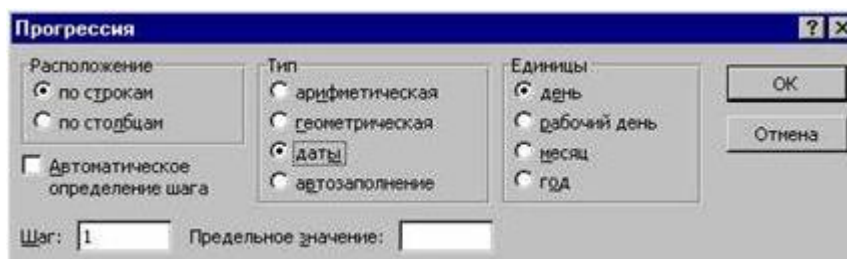 Прогрессия
Расположение
по строкам
по столбцам
Автоматическое
определение шага
Тип
арифметическая
геометрическая
даты
автозаполнение
Единицы
день
рабочий день
месяц
год
OK
Отмена
Шаг: 1
Предельное значение: